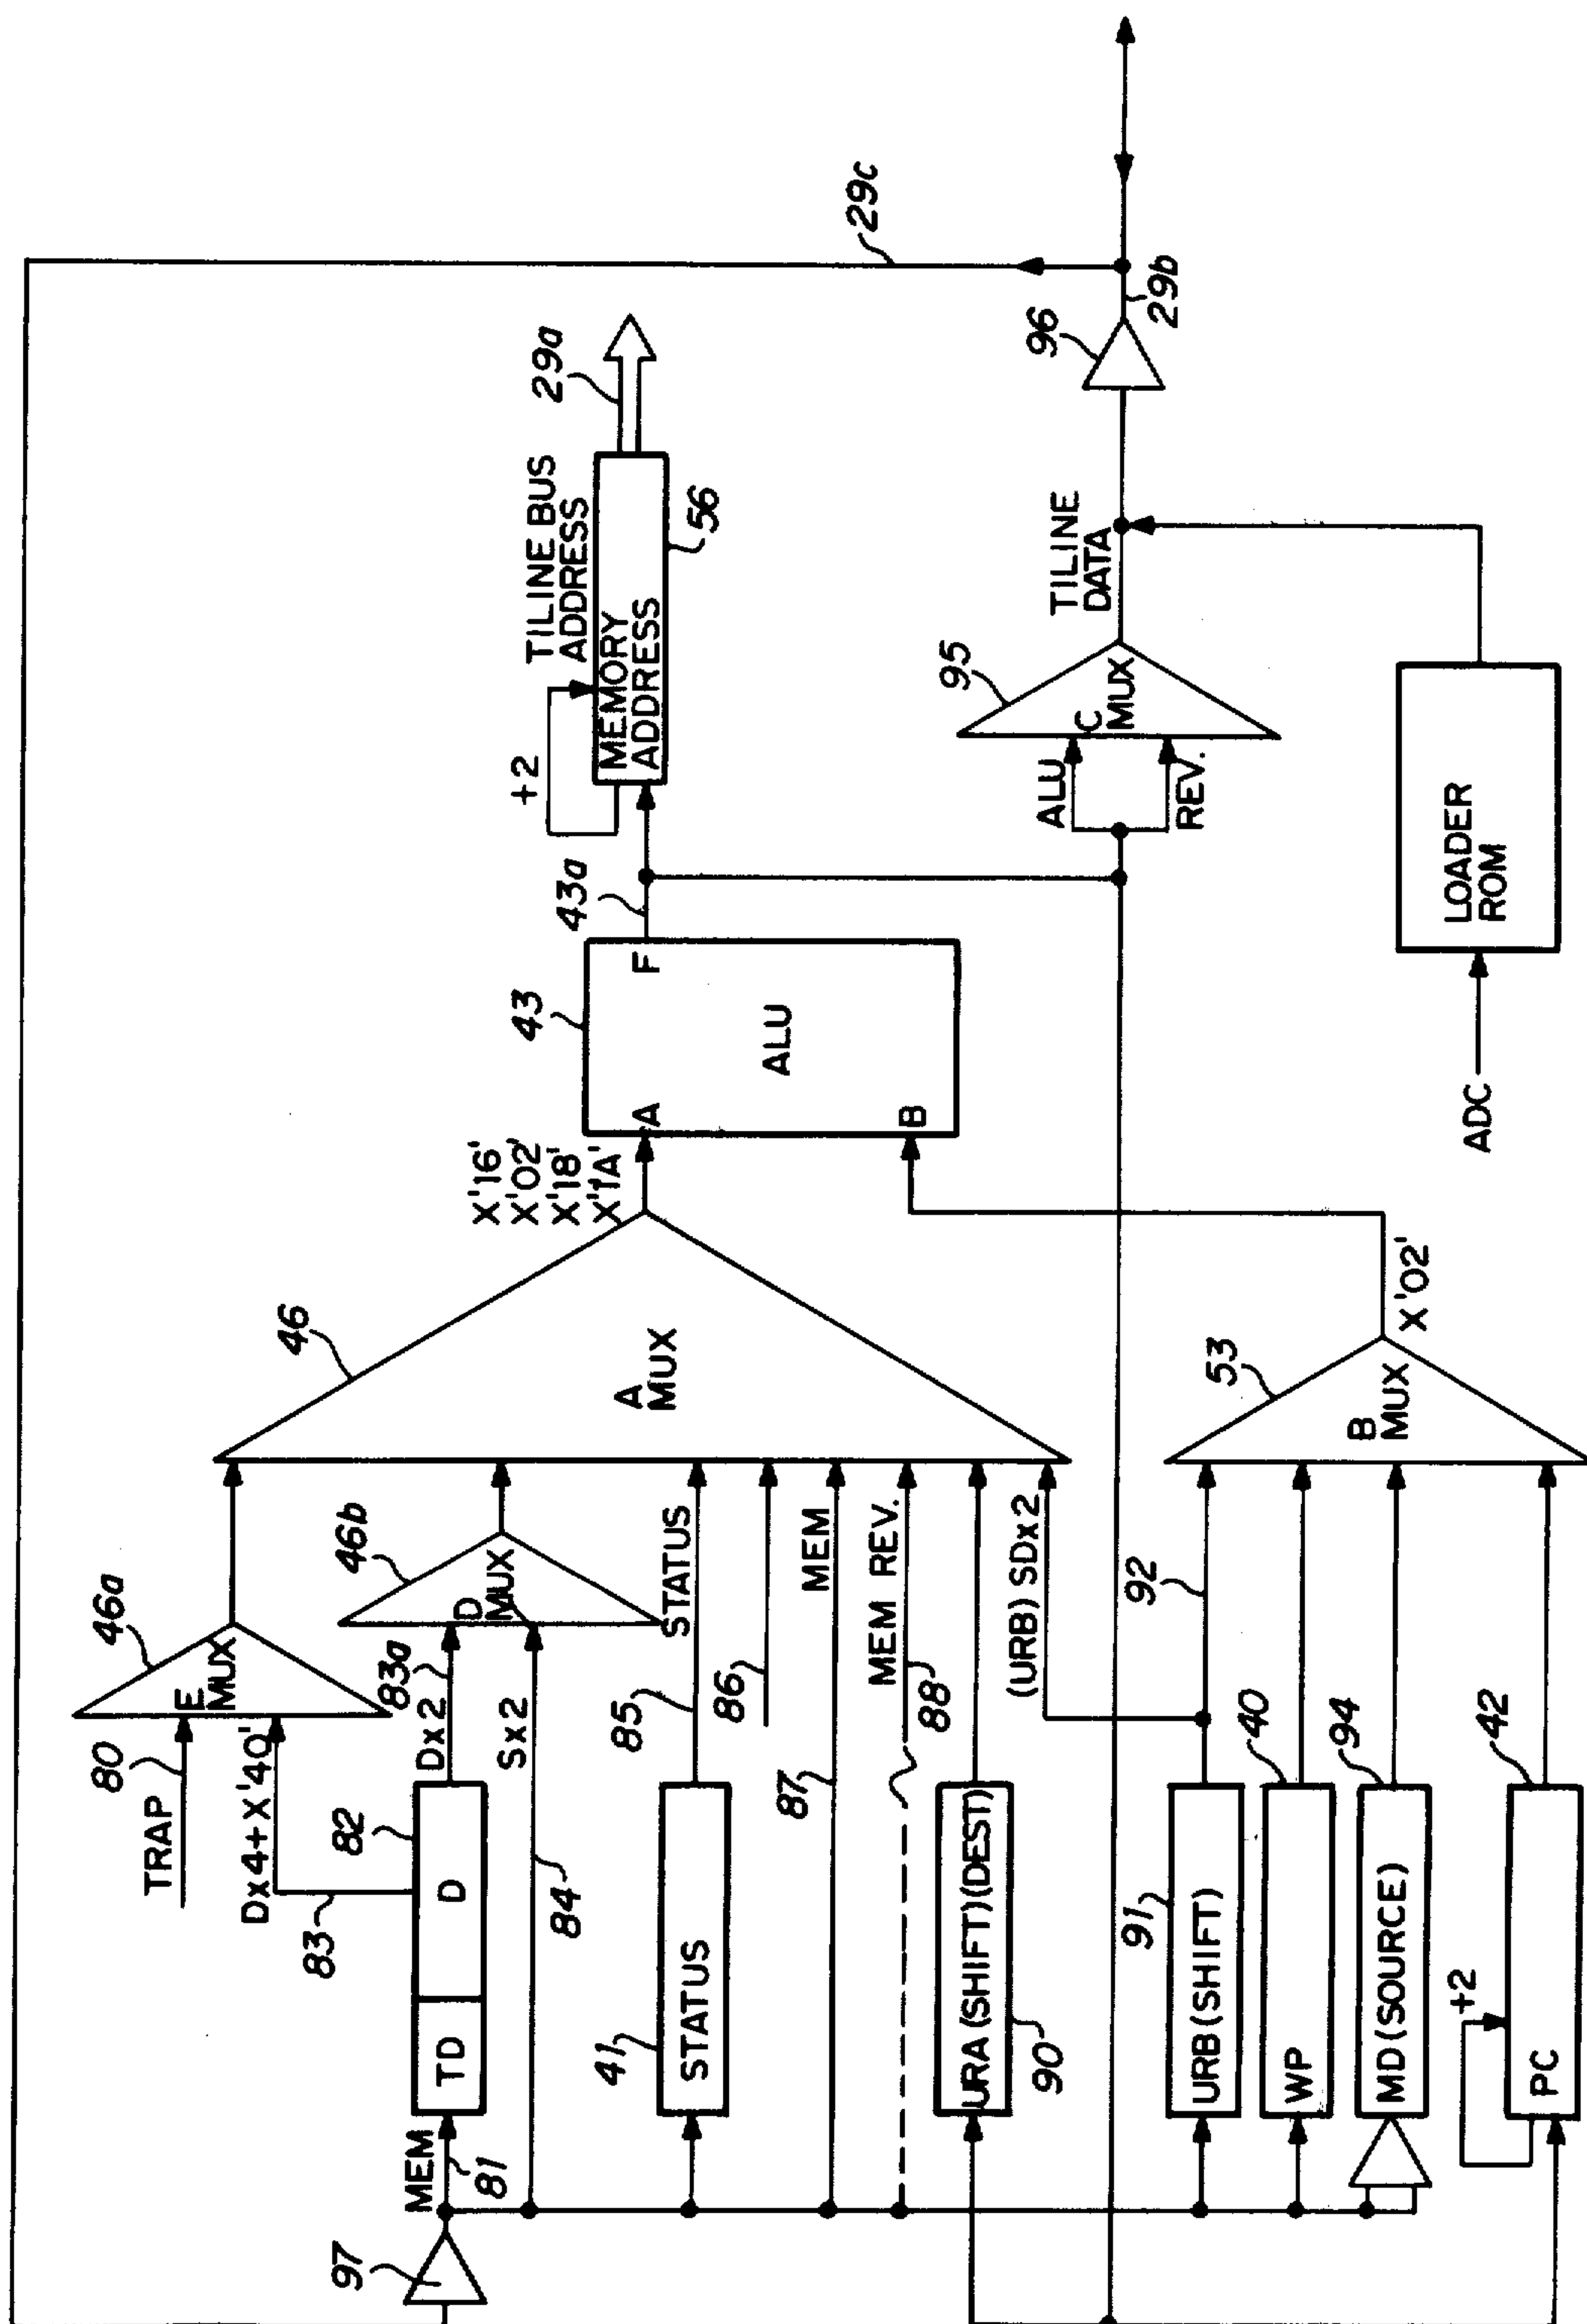 97
MEM
81
TD
D
82
83
Dx4+X'40'
TRAP
80
E
MUX
46a
Dx2
83a
Sx2
84
D
MUX
46b
41
STATUS
85
STATUS
86
87
MEM
MEM REV.
88
URA(SHIFT)(DEST)
90
(URB) SDx2
91
URB(SHIFT)
92
WP
40
MD(SOURCE)
94
+2
PC
42
A
MUX
46
B
MUX
53
X'02'
X'16'
X'02'
X'18'
X'1A'
A
B
F
ALU
43
43a
+2
MEMORY
ADDRESS
56
TILINE BUS
ADDRESS
29a
ALU
REV.
C
MUX
95
TILINE
DATA
ADC
LOADER
ROM
96
29b
29c